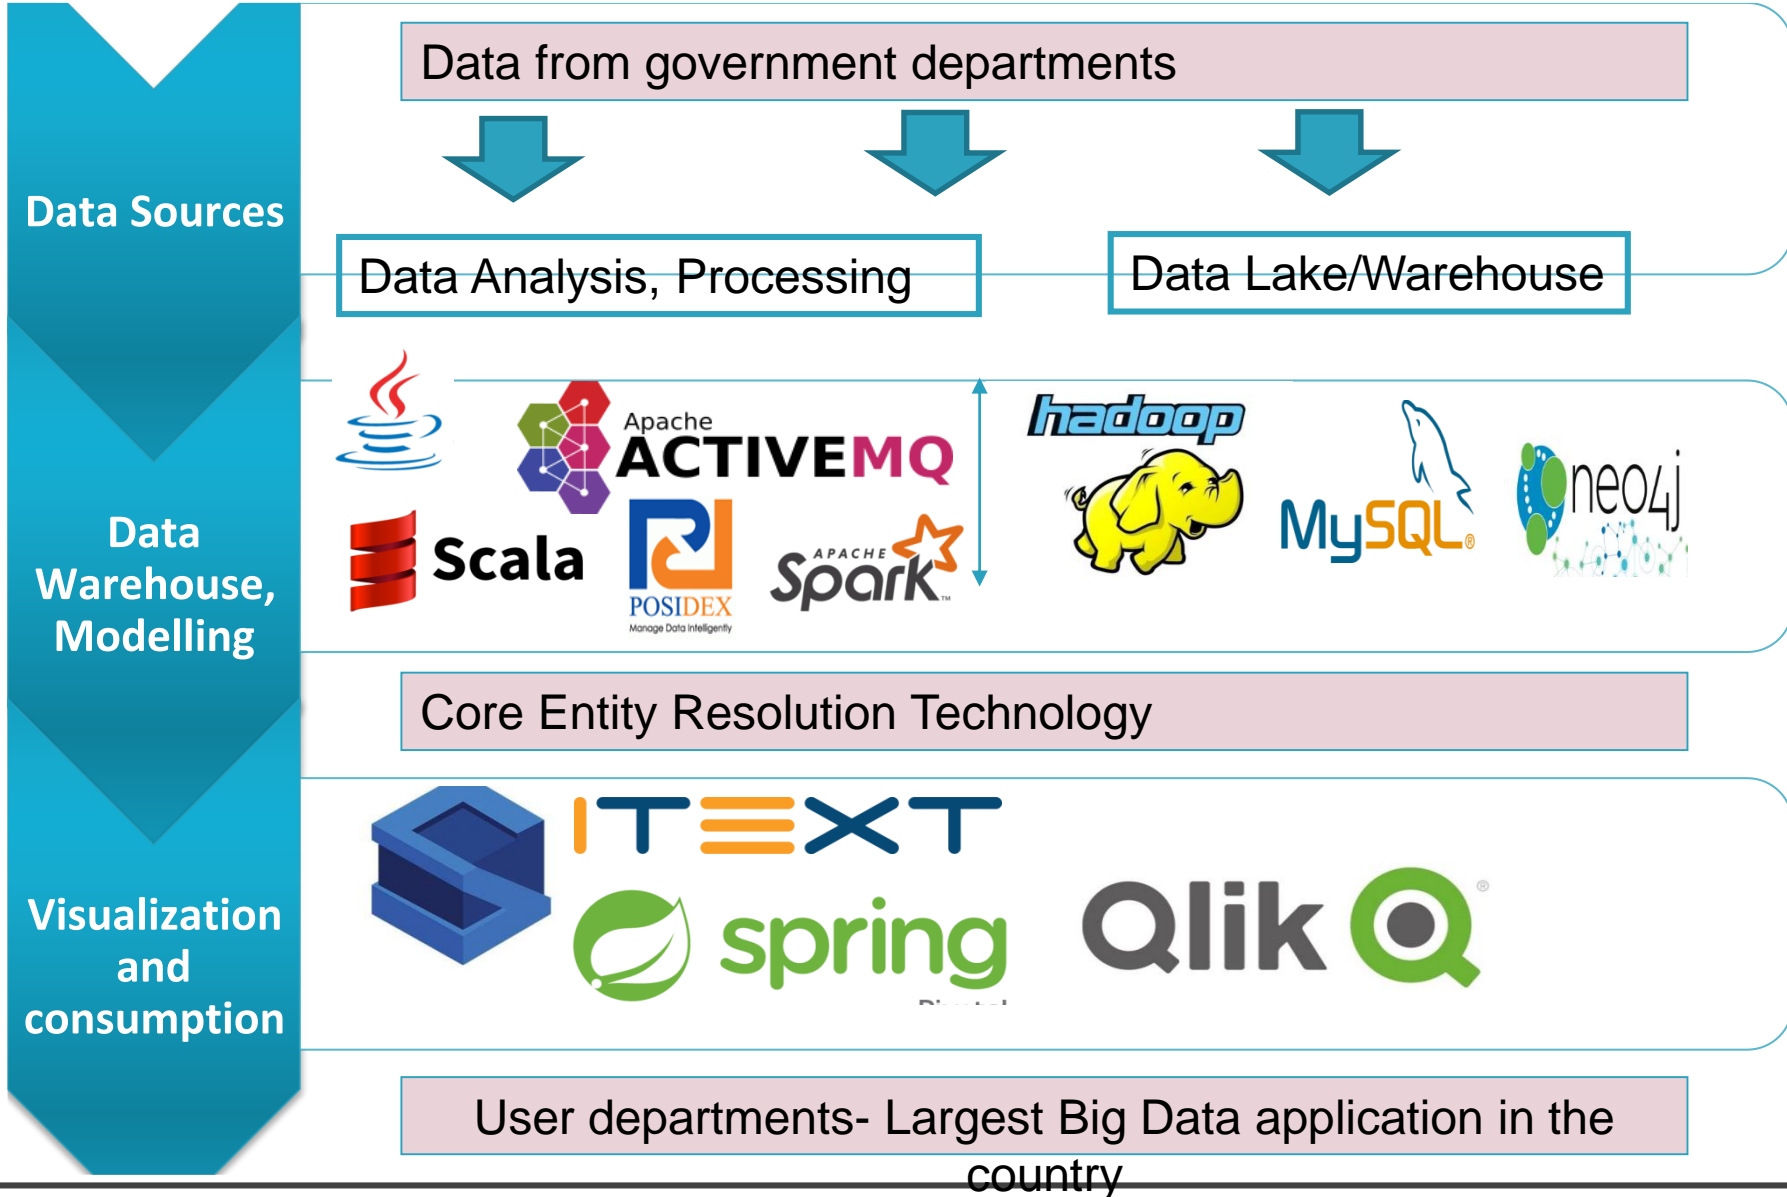 Data from government departments
Data Sources
Data Analysis, Processing
Data Lake/Warehouse
Data
Warehouse,
Modelling
Apache
ACTIVEMQ
Scala
POSIDEX
Manage Data Intelligently
APACHE
Spark™
hadoop
MySQL®
neo4j
Core Entity Resolution Technology
Visualization
and
consumption
ITEXT
spring
Qlik Q®
User departments- Largest Big Data application in the
country